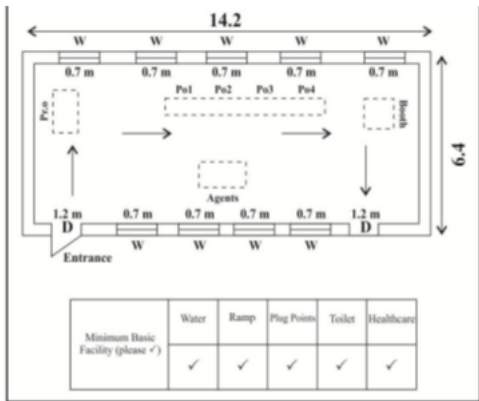 14.2
W W W W W
0.7 m 0.7 m 0.7 m 0.7 m 0.7 m
Pr.o
Po1 Po2 Po3 Po4
Booth
6.4
Agents
1.2 m 0.7 m 0.7 m 0.7 m 0.7 m 1.2 m
D D
W W W W
Entrance
Minimum Basic
Facility (please ✓)
Water Ramp Plug Points Toilet Healthcare
✓ ✓ ✓ ✓ ✓